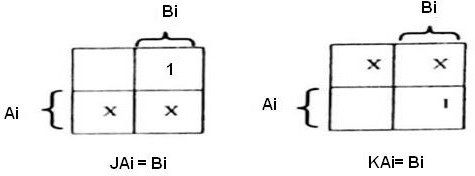 Bi
Bi
1
x x
Ai
x x
1
Ai
JAi = Bi
KAi= Bi